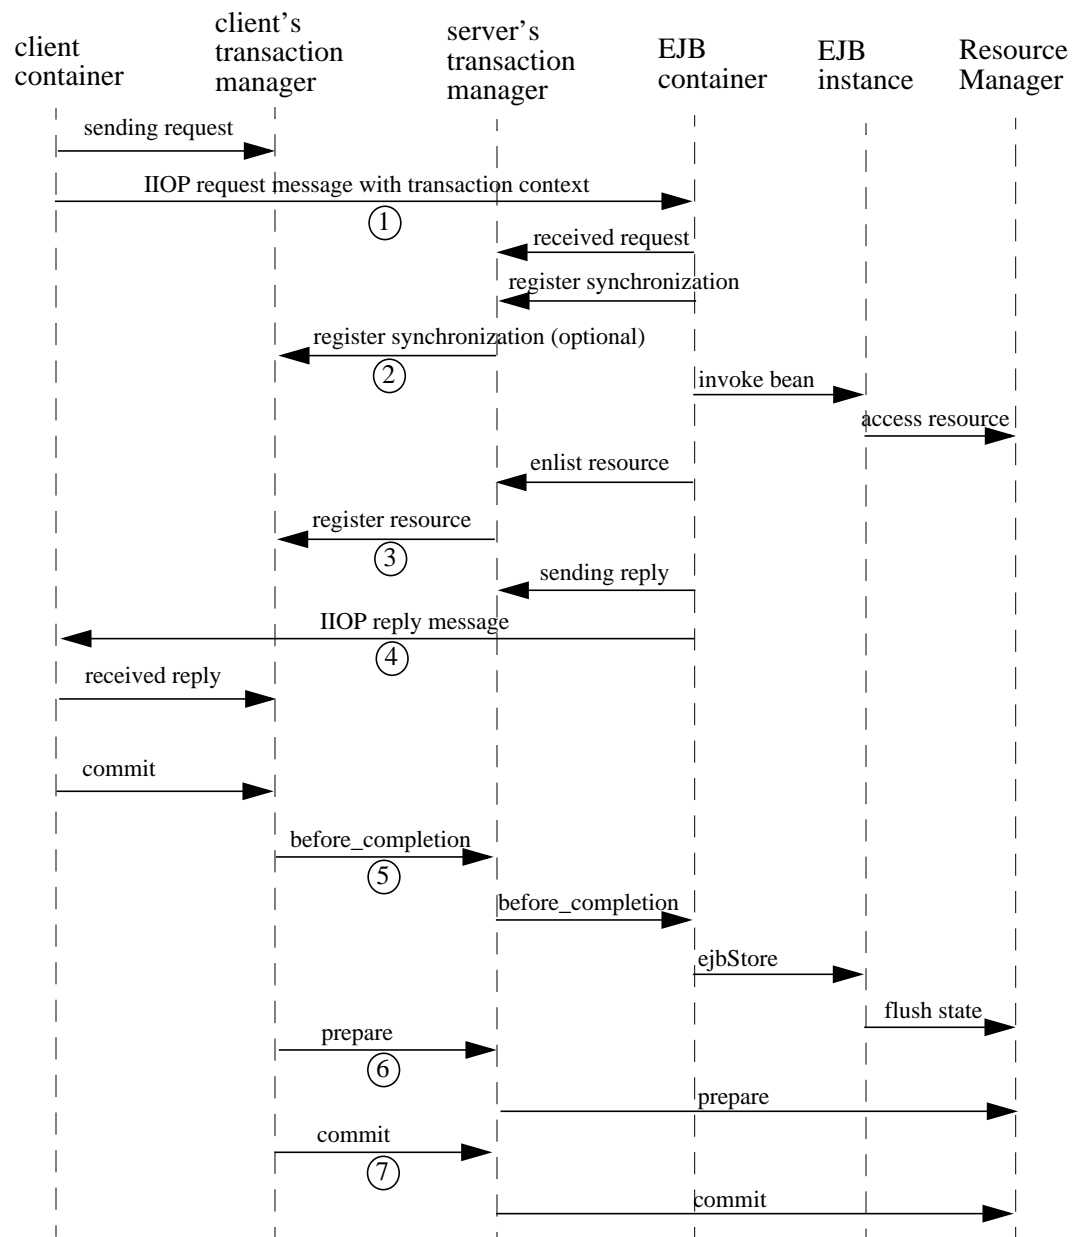 client
container
client's
transaction
manager
server's
transaction
manager
EJB
container
EJB
instance
Resource
Manager
sending request
IIOP request message with transaction context
1
received request
register synchronization
register synchronization (optional)
2
invoke bean
access resource
enlist resource
register resource
3
sending reply
IIOP reply message
4
received reply
commit
before_completion
5
before_completion
ejbStore
flush state
prepare
6
prepare
commit
7
commit